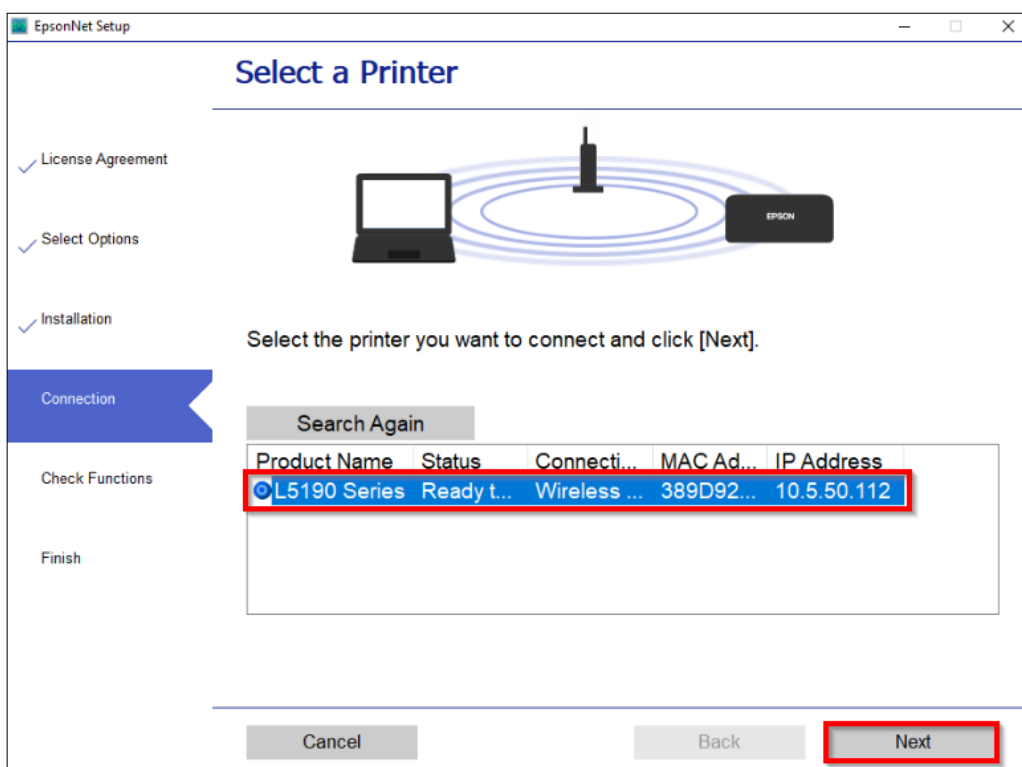 EpsonNet Setup
Select a Printer
License Agreement
Select Options
Installation
Connection
Check Functions
Finish
EPSON
Select the printer you want to connect and click [Next].
Search Again
Product Name Status Connecti... MAC Ad... IP Address
L5190 Series Ready t... Wireless ... 389D92... 10.5.50.112
Cancel Back Next